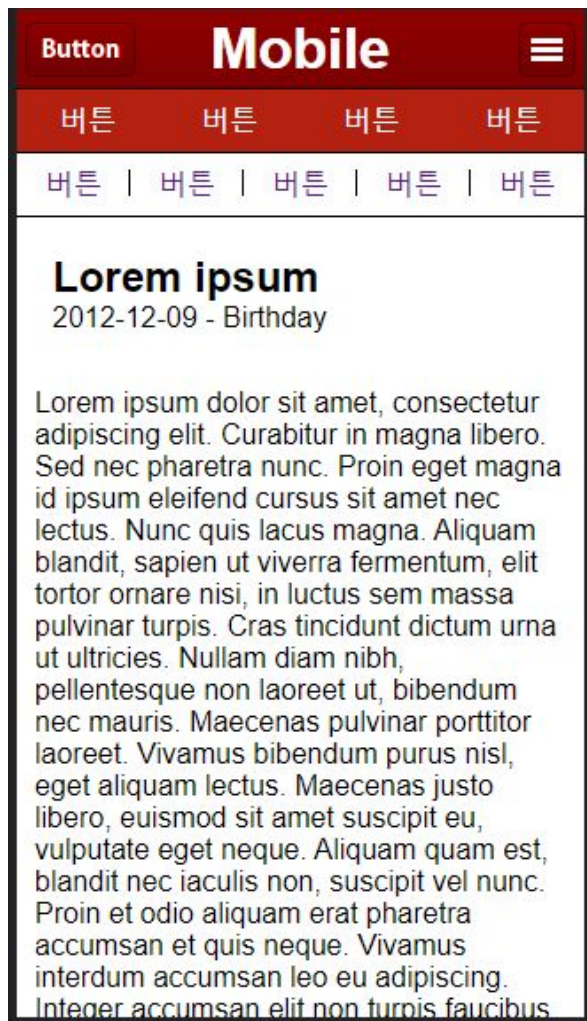 Button Mobile
버튼 버튼 버튼 버튼
버튼 | 버튼 | 버튼 | 버튼 | 버튼
Lorem ipsum
2012-12-09 - Birthday
Lorem ipsum dolor sit amet, consectetur
adipiscing elit. Curabitur in magna libero.
Sed nec pharetra nunc. Proin eget magna
id ipsum eleifend cursus sit amet nec
lectus. Nunc quis lacus magna. Aliquam
blandit, sapien ut viverra fermentum, elit
tortor ornare nisi, in luctus sem massa
pulvinar turpis. Cras tincidunt dictum urna
ut ultricies. Nullam diam nibh,
pellentesque non laoreet ut, bibendum
nec mauris. Maecenas pulvinar porttitor
laoreet. Vivamus bibendum purus nisl,
eget aliquam lectus. Maecenas justo
libero, euismod sit amet suscipit eu,
vulputate eget neque. Aliquam quam est,
blandit nec iaculis non, suscipit vel nunc.
Proin et odio aliquam erat pharetra
accumsan et quis neque. Vivamus
interdum accumsan leo eu adipiscing.
Integer accumsan elit non turpis faucibus